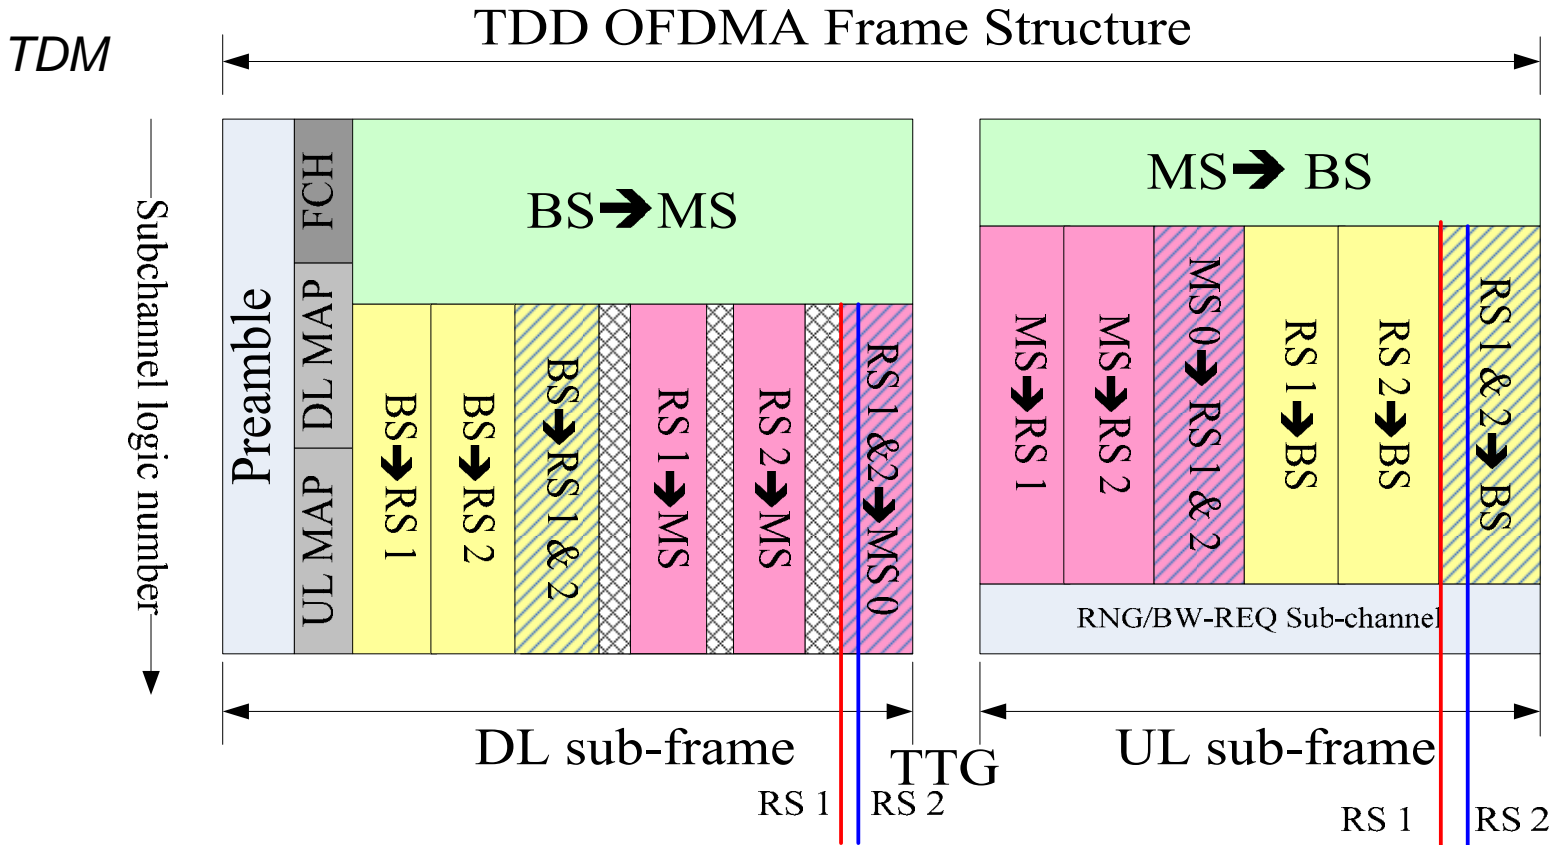 TDM
TDD OFDMA Frame Structure
Subchannel logic number
Preamble
FCH
DL MAP
UL MAP
BS➔MS
BS➔RS 1
BS➔RS 2
BS➔RS 1 & 2
RS 1➔MS
RS 2➔MS
RS 1 &2➔MS 0
MS➔ BS
MS➔RS 1
MS➔RS 2
MS 0➔ RS 1 & 2
RS 1➔BS
RS 2➔BS
RS 1 & 2➔ BS
RNG/BW-REQ Sub-channel
DL sub-frame
TTG
UL sub-frame
RS 1
RS 2
RS 1
RS 2